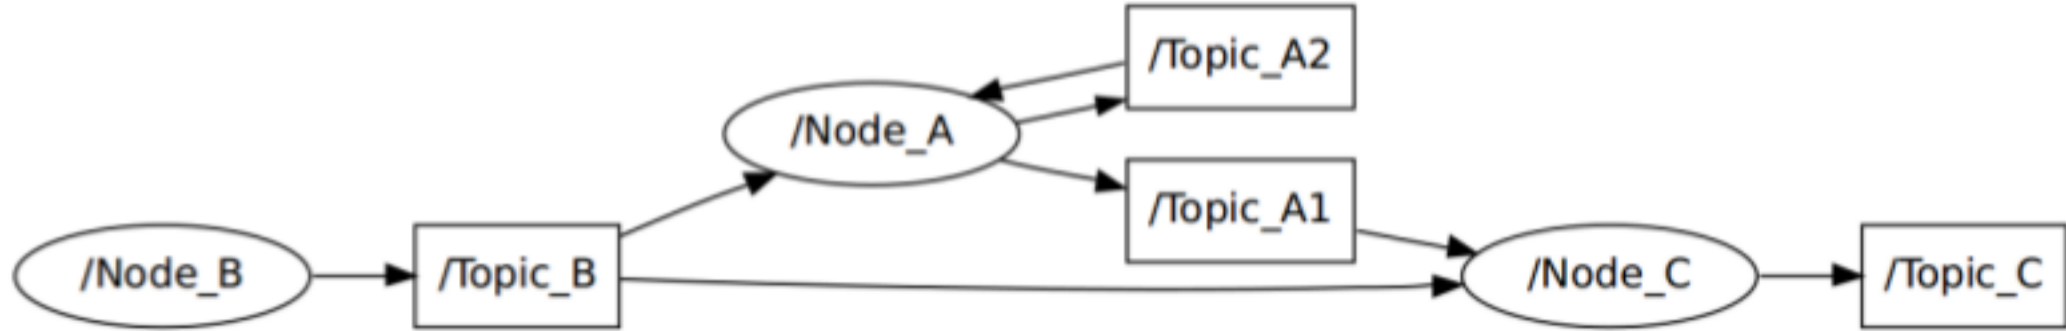 /Topic_A2
/Node_A
/Topic_A1
/Node_B
/Topic_B
/Node_C
/Topic_C